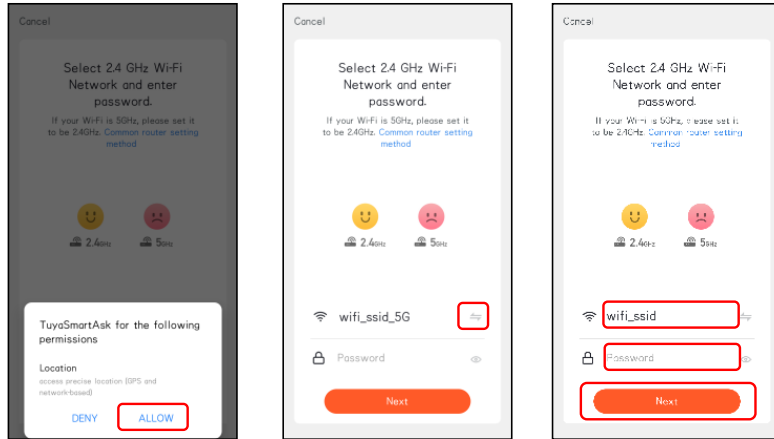 Cancel
Select 2.4 GHz Wi-Fi
Network and enter
password.
If your Wi-Fi is 5GHz, please set it
to be 2.4GHz. Common router setting
method
2.4GHz
5GHz
TuyaSmartAsk for the following
permissions
Location
access precise location (GPS and
network-based)
DENY
ALLOW
Cancel
Select 2.4 GHz Wi-Fi
Network and enter
password.
If your Wi-Fi is 5GHz, please set it
to be 2.4GHz. Common router setting
method
2.4GHz
5GHz
wifi_ssid_5G
Password
Next
Cancel
Select 2.4 GHz Wi-Fi
Network and enter
password.
If your Wi-Fi is 5GHz, please set it
to be 2.4GHz. Common router setting
method
2.4GHz
5GHz
wifi_ssid
Password
Next